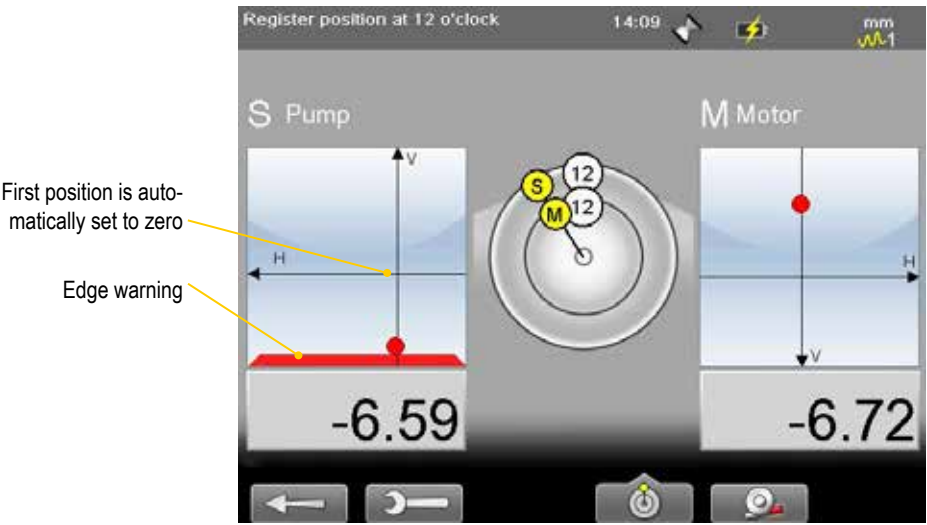 Register position at 12 o'clock 14:09 mm
1
S Pump M Motor
V
12
S
12
M
First position is auto-
matically set to zero
H H
Edge warning
V
-6.59 -6.72